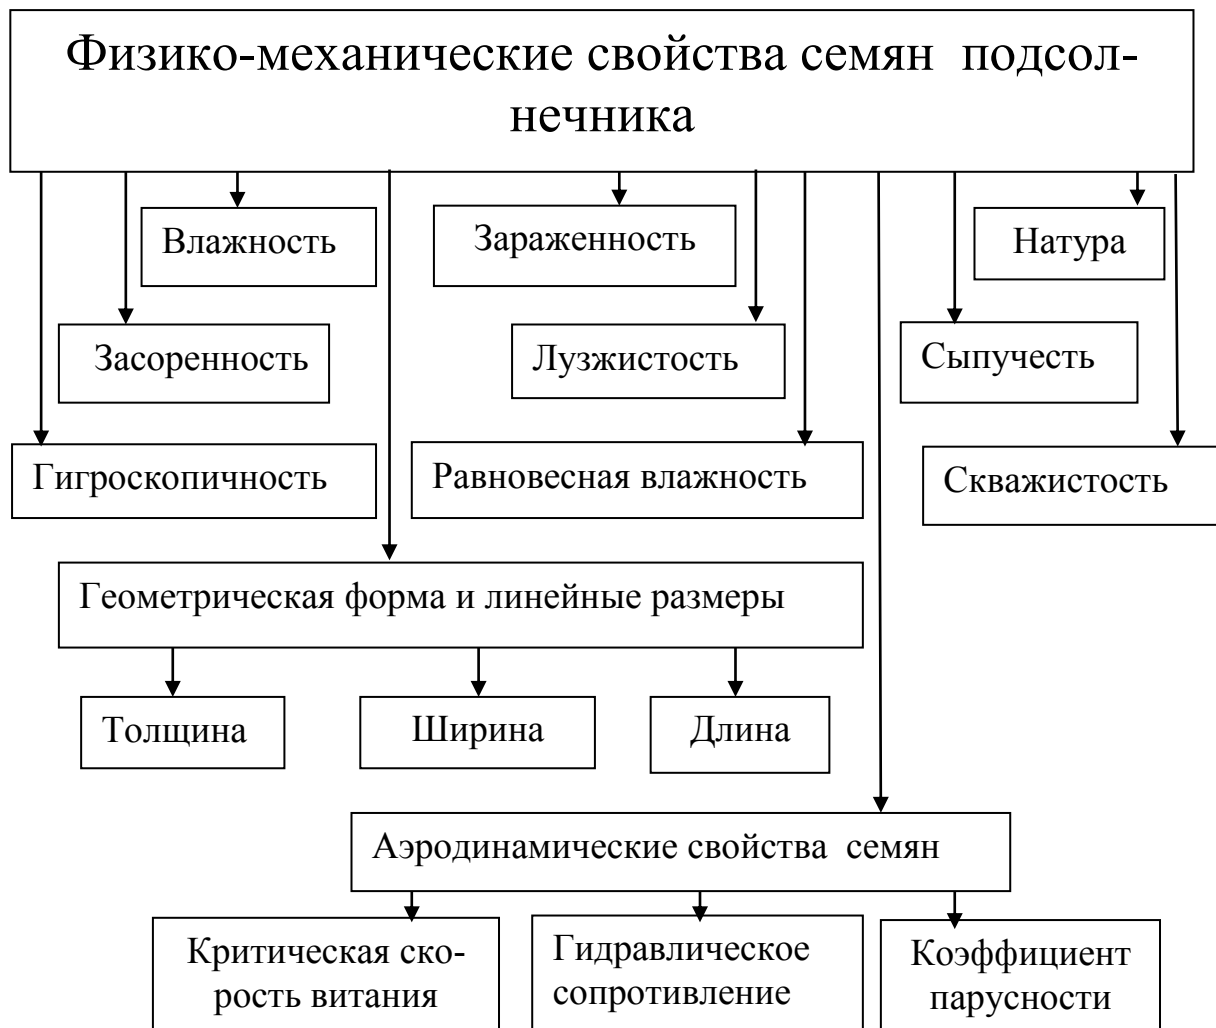 Физико-механические свойства семян подсол-
нечника
Влажность
Зараженность
Натура
Засоренность
Лузжистость
Сыпучесть
Гигроскопичность
Равновесная влажность
Скважистость
Геометрическая форма и линейные размеры
Толщина
Ширина
Длина
Аэродинамические свойства семян
Критическая ско-
рость витания
Гидравлическое
сопротивление
Коэффициент
парусности